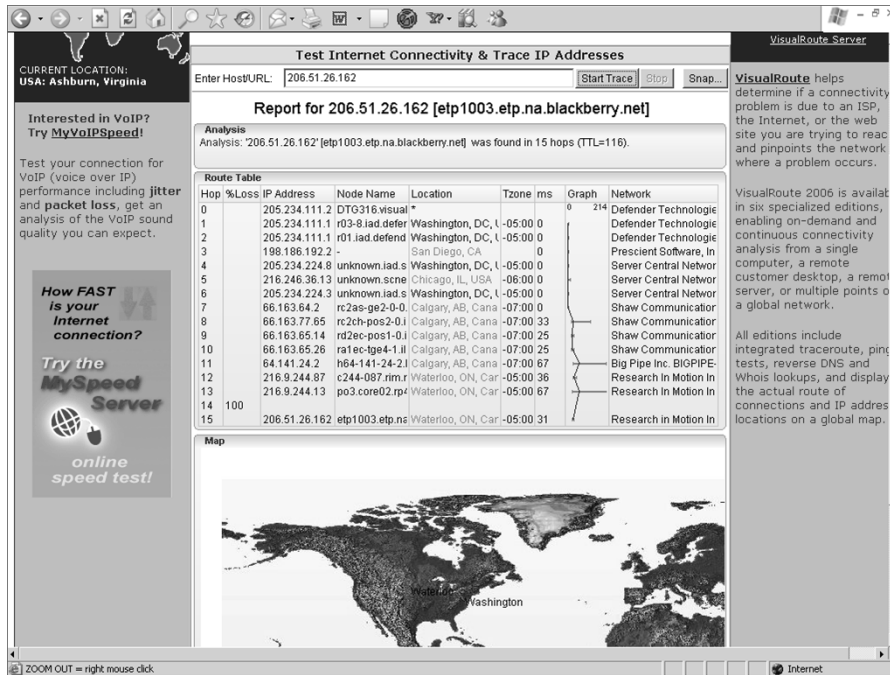 CURRENT LOCATION:
USA: Ashburn, Virginia
Interested in VoIP?
Try MyVoIPSpeed!
Test your connection for
VoIP (voice over IP)
performance including jitter
and packet loss, get an
analysis of the VoIP sound
quality you can expect.
How FAST
is your
Internet
connection?
Try the
MySpeed
Server
online
speed test!
Test Internet Connectivity & Trace IP Addresses
Enter Host/URL: 206.51.26.162 Start Trace Stop Snap...
Report for 206.51.26.162 [etp1003.etp.na.blackberry.net]
Analysis
Analysis: '206.51.26.162' [etp1003.etp.na.blackberry.net] was found in 15 hops (TTL=116).
Route Table
Hop %Loss IP Address Node Name Location Tzone ms Graph Network
0 205.234.111.2 DTG316.visual * 0 214 Defender Technologie
1 205.234.111.1 r03-8.iad.defer Washington, DC, -05:00 0 Defender Technologie
2 205.234.111.1 r01.iad.defend Washington, DC, -05:00 0 Defender Technologie
3 198.186.192.2 - San Diego, CA 0 Prescient Software, In
4 205.234.224.8 unknown.iad.s Washington, DC, -05:00 0 Server Central Networ
5 216.246.36.13 unknown.scne Chicago, IL, USA -06:00 0 Server Central Networ
6 205.234.224.3 unknown.iad.s Washington, DC, -05:00 0 Server Central Networ
7 66.163.64.2 rc2as-ge2-0-0. Calgary, AB, Cana -07:00 0 Shaw Communication
8 66.163.77.65 rc2ch-pos2-0.i Calgary, AB, Cana -07:00 33 Shaw Communication
9 66.163.65.14 rd2ec-pos1-0.i Calgary, AB, Cana -07:00 25 Shaw Communication
10 66.163.65.26 ra1ec-tge4-1.il Calgary, AB, Cana -07:00 25 Shaw Communication
11 64.141.24.2 h64-141-24-2.l Calgary, AB, Cana -07:00 67 Big Pipe Inc. BIGPIPE-
12 216.9.244.87 c244-087.rim.r Waterloo, ON, Car -05:00 36 Research In Motion In
13 216.9.244.13 po3.core02.rp4 Waterloo, ON, Car -05:00 67 Research In Motion In
14 100
15 206.51.26.162 etp1003.etp.na Waterloo, ON, Car -05:00 31 Research in Motion In
Map
Washington
VisualRoute Server
VisualRoute helps
determine if a connectivity
problem is due to an ISP,
the Internet, or the web
site you are trying to reac
and pinpoints the network
where a problem occurs.
VisualRoute 2006 is availab
in six specialized editions,
enabling on-demand and
continuous connectivity
analysis from a single
computer, a remote
customer desktop, a remot
server, or multiple points o
a global network.
All editions include
integrated traceroute, ping
tests, reverse DNS and
Whois lookups, and display
the actual route of
connections and IP addres
locations on a global map.
ZOOM OUT = right mouse click
Internet